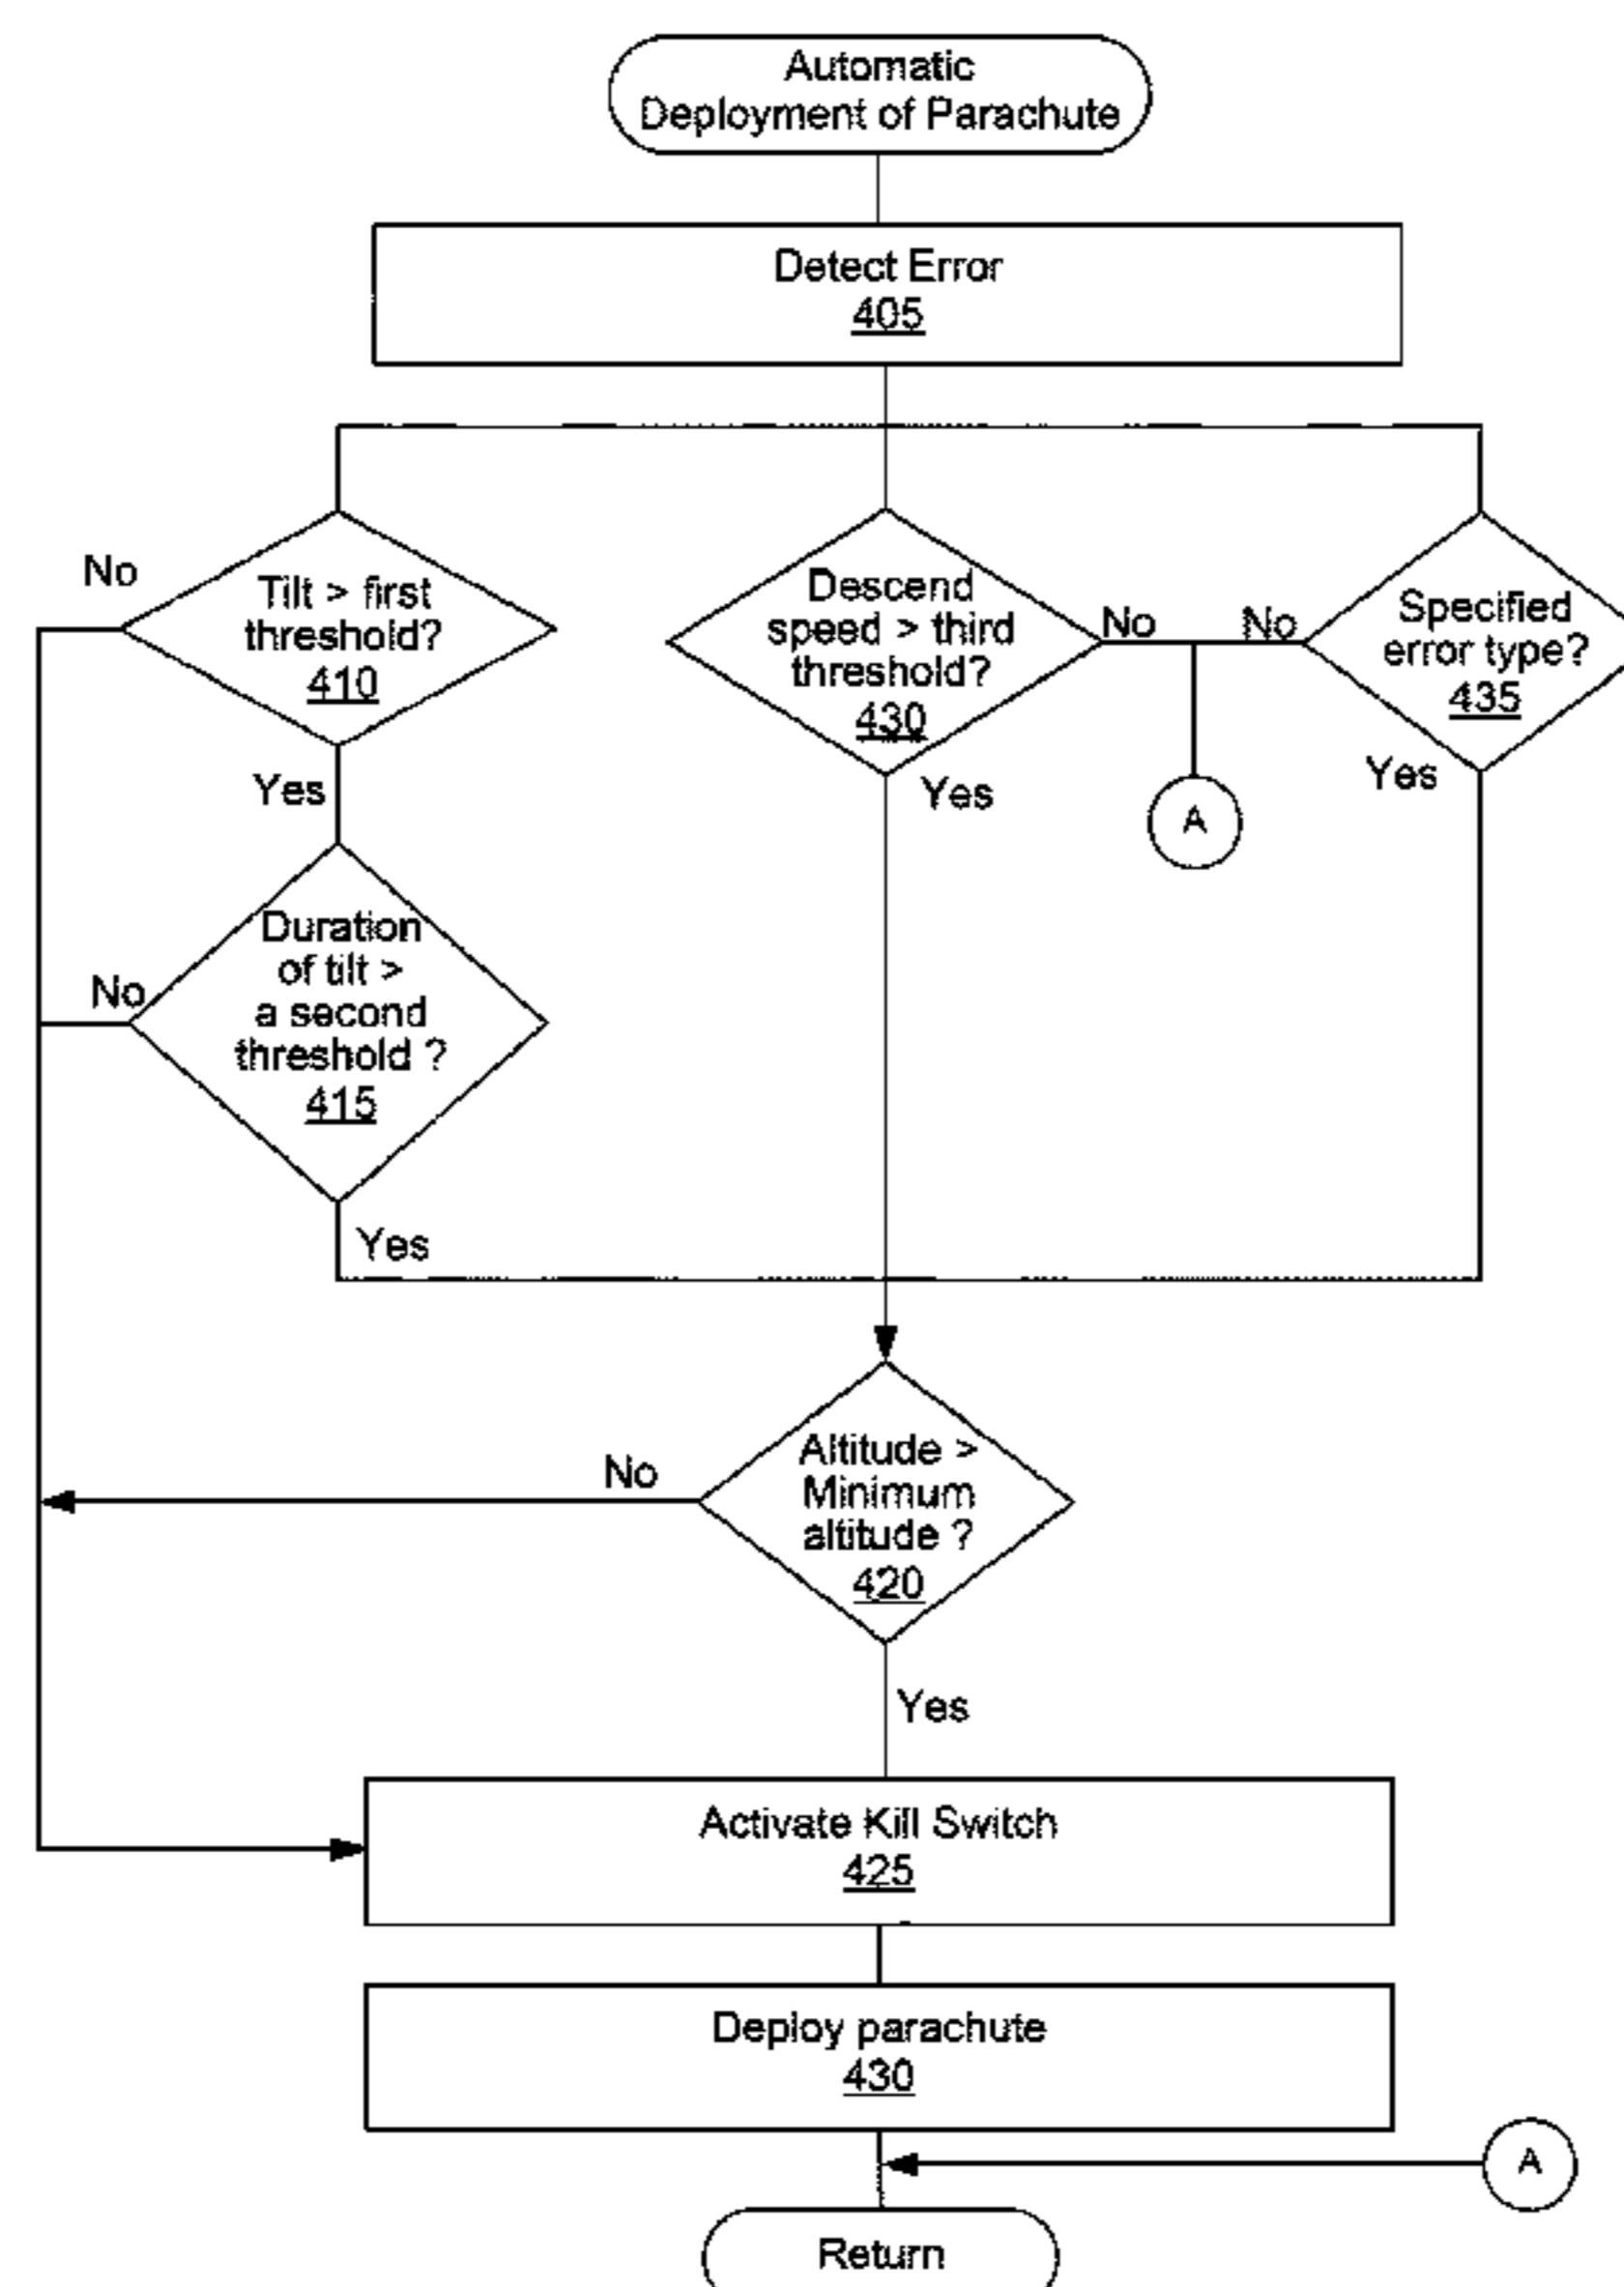 Automatic
Deployment of Parachute
Detect Error
405
No
Tilt > first
threshold?
410
Yes
Descend
speed > third
threshold?
430
No
Yes
No
Specified
error type?
435
Yes
A
Duration
of tilt >
a second
threshold ?
415
No
Yes
Altitude >
Minimum
altitude ?
420
No
Yes
Activate Kill Switch
425
Deploy parachute
430
A
Return